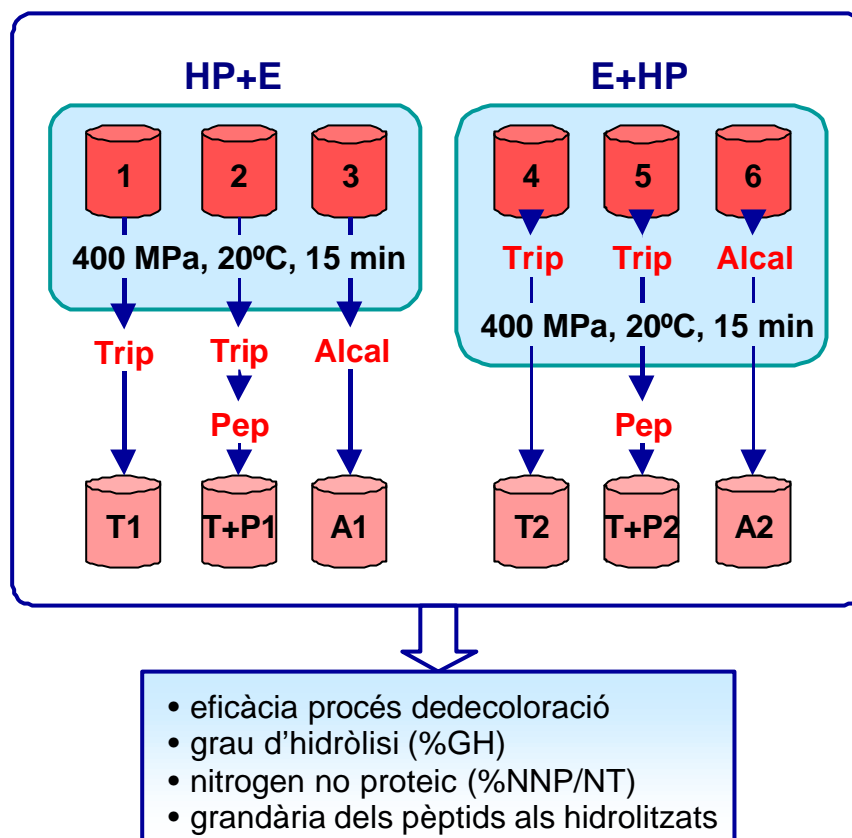 HP+E
E+HP
1 2 3
4 5 6
400 MPa, 20ºC, 15 min
Trip Trip Alcal
400 MPa, 20ºC, 15 min
Trip Trip Alcal
Pep
Pep
T1 T+P1 A1
T2 T+P2 A2
• eficàcia procés dedecoloració
• grau d'hidròlisi (%GH)
• nitrogen no proteic (%NNP/NT)
• grandària dels pèptids als hidrolitzats